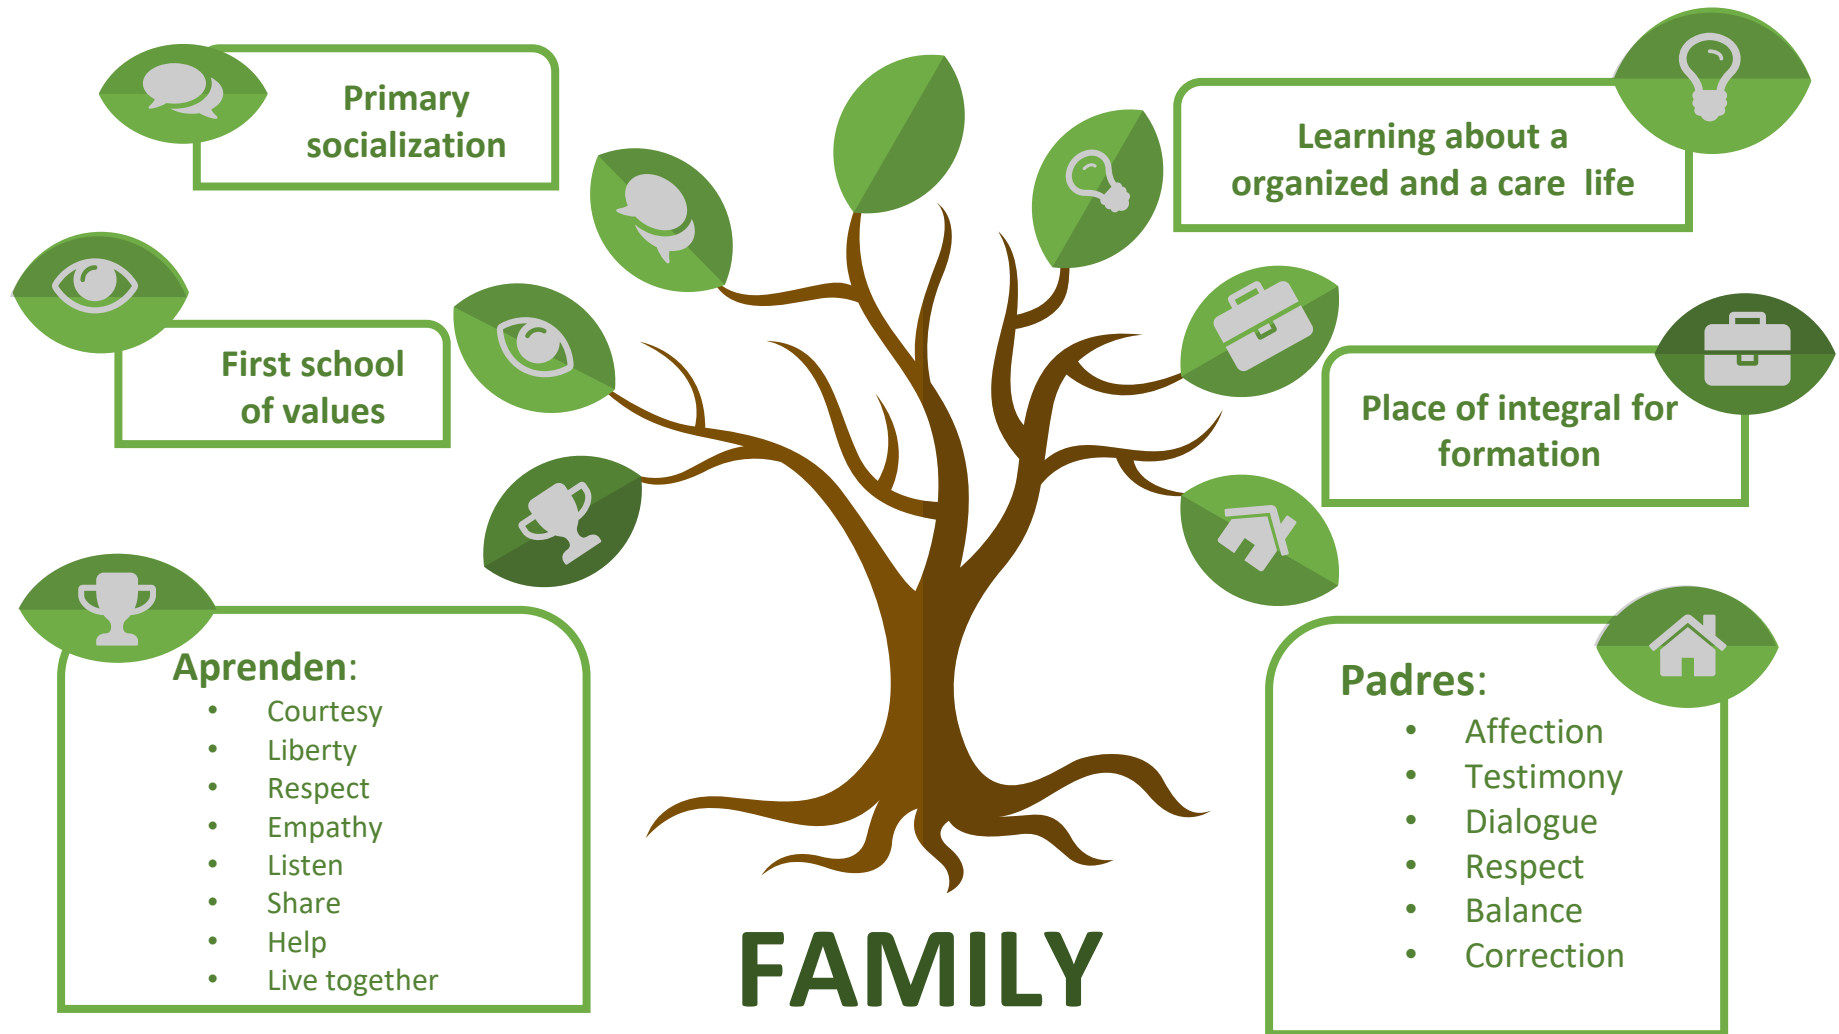 Primary
socialization
First school
of values
Aprenden:
• Courtesy
• Liberty
• Respect
• Empathy
• Listen
• Share
• Help
• Live together
Learning about a
organized and a care  life
Place of integral for
formation
Padres:
• Affection
• Testimony
• Dialogue
• Respect
• Balance
• Correction
FAMILY